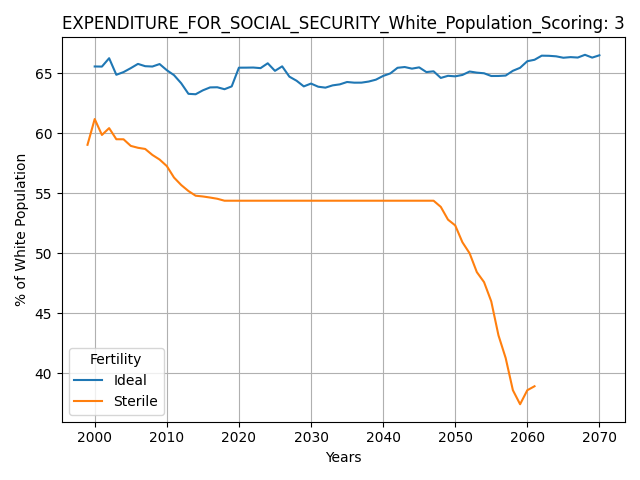 EXPENDITURE_FOR_SOCIAL_SECURITY_White_Population_Scoring: 3
% of White Population
65
60
55
50
45
40
Fertility
Ideal
Sterile
2000 2010 2020 2030 2040 2050 2060 2070
Years